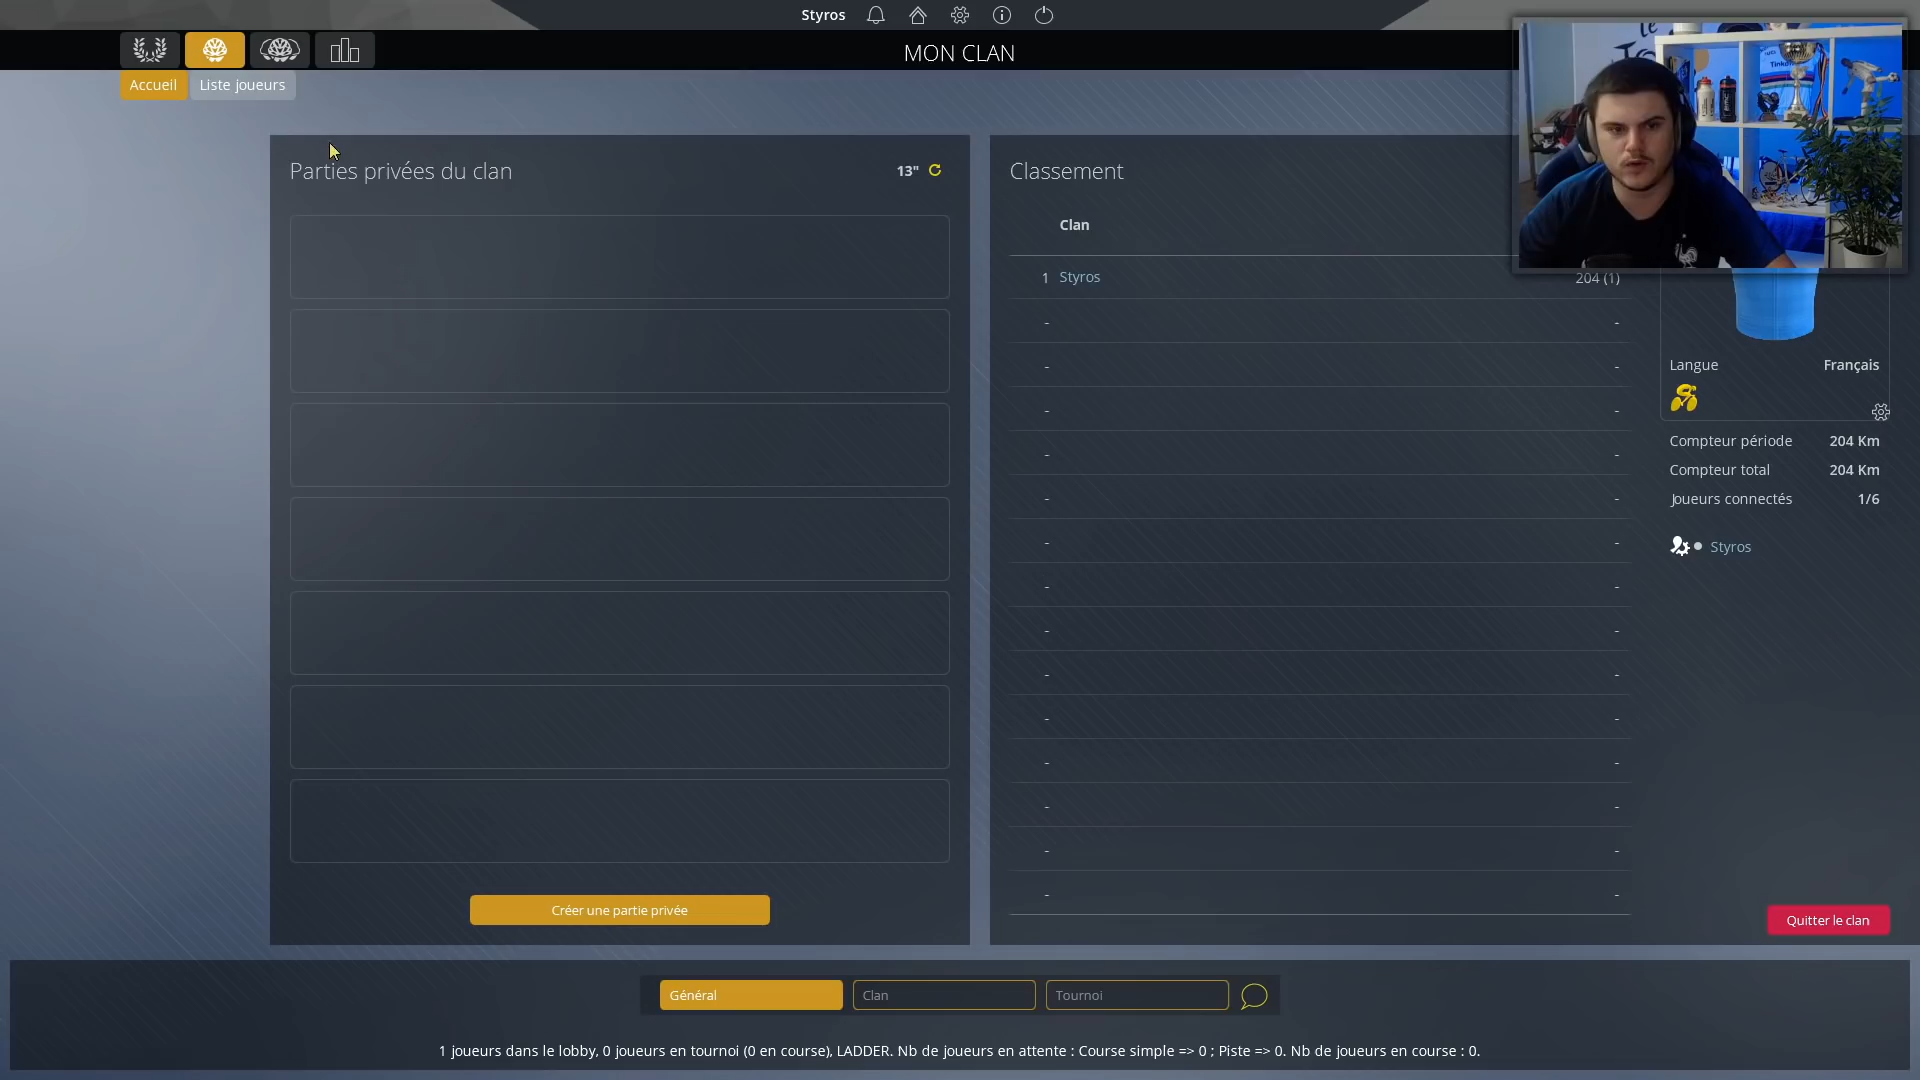 Styros
MON CLAN
Accueil
Liste joueurs
Parties privées du clan
13"
Classement
Clan
1 Styros 204 (1)
- -
- -
- -
- -
- -
- -
- -
- -
- -
- -
- -
- -
- -
- -
Langue Français
Compteur période 204 Km
Compteur total 204 Km
Joueurs connectés 1/6
Styros
Créer une partie privée
Quitter le clan
Général
Clan
Tournoi
1 joueurs dans le lobby, 0 joueurs en tournoi (0 en course), LADDER. Nb de joueurs en attente : Course simple => 0 ; Piste => 0. Nb de joueurs en course : 0.
le
Tinkoff